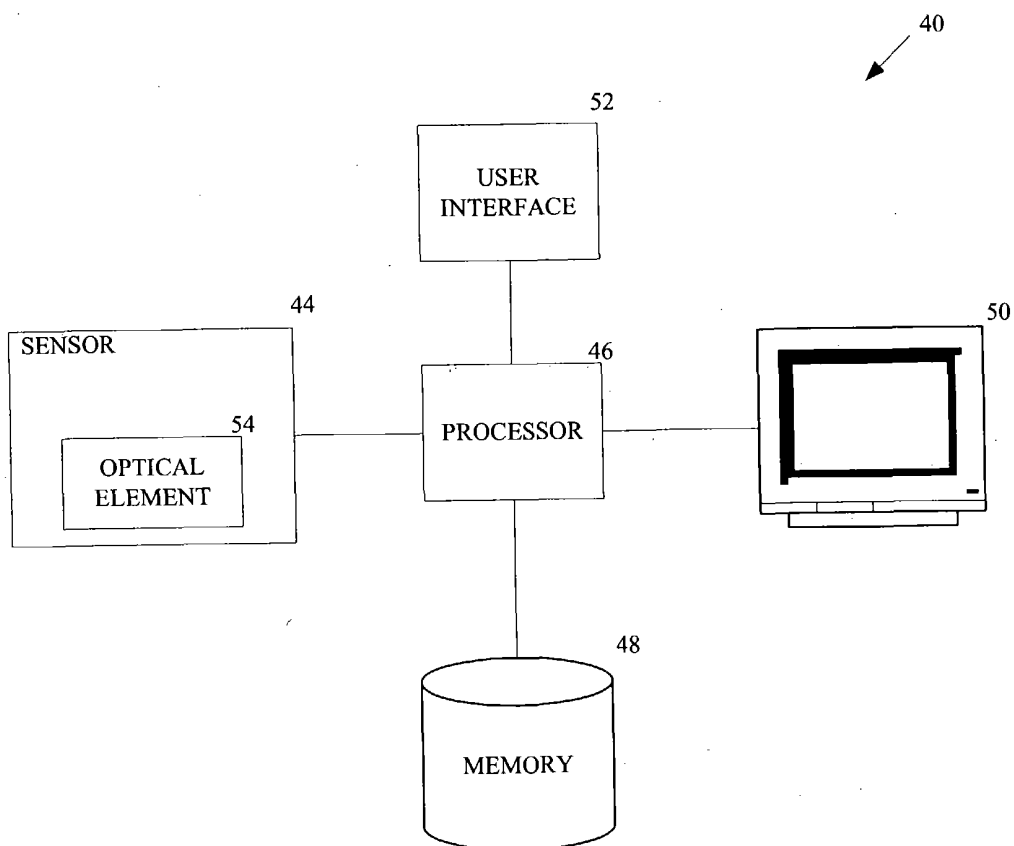 40
52
USER
INTERFACE
44
SENSOR
50
46
PROCESSOR
54
OPTICAL
ELEMENT
48
MEMORY